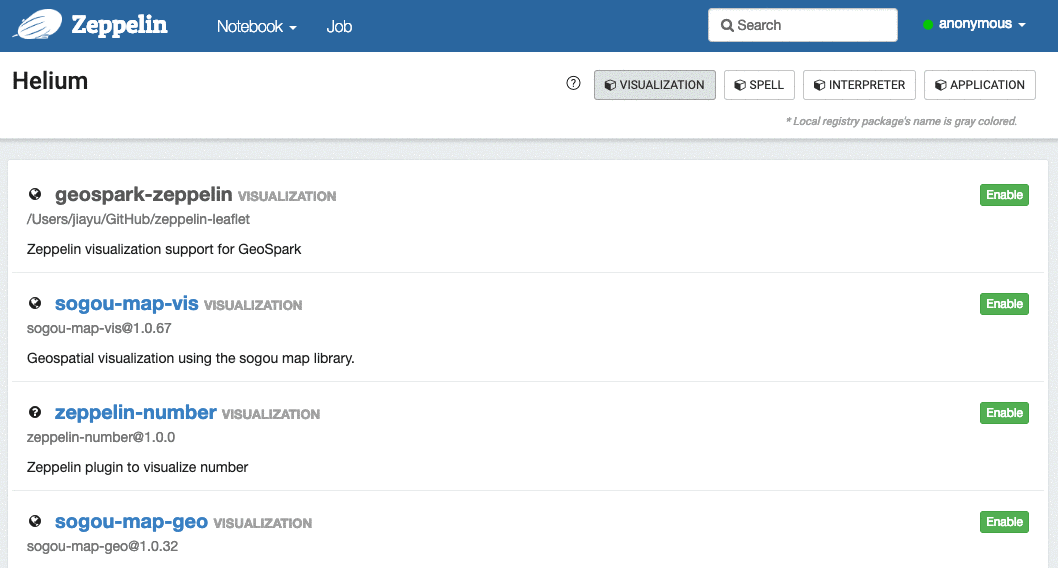 Zeppelin Notebook Job Search anonymous
Helium ? VISUALIZATION SPELL INTERPRETER APPLICATION
* Local registry package's name is gray colored.
geospark-zeppelin VISUALIZATION Enable
/Users/jiayu/GitHub/zeppelin-leaflet
Zeppelin visualization support for GeoSpark
sogou-map-vis VISUALIZATION Enable
sogou-map-vis@1.0.67
Geospatial visualization using the sogou map library.
? zeppelin-number VISUALIZATION Enable
zeppelin-number@1.0.0
Zeppelin plugin to visualize number
sogou-map-geo VISUALIZATION Enable
sogou-map-geo@1.0.32